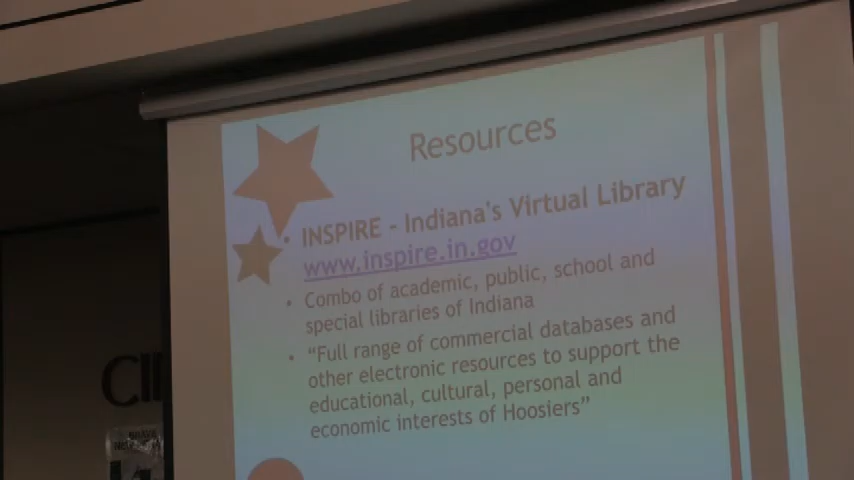 Resources
• INSPIRE - Indiana's Virtual Library
www.inspire.in.gov
• Combo of academic, public, school and
special libraries of Indiana
• “Full range of commercial databases and
other electronic resources to support the
educational, cultural, personal and
economic interests of Hoosiers”